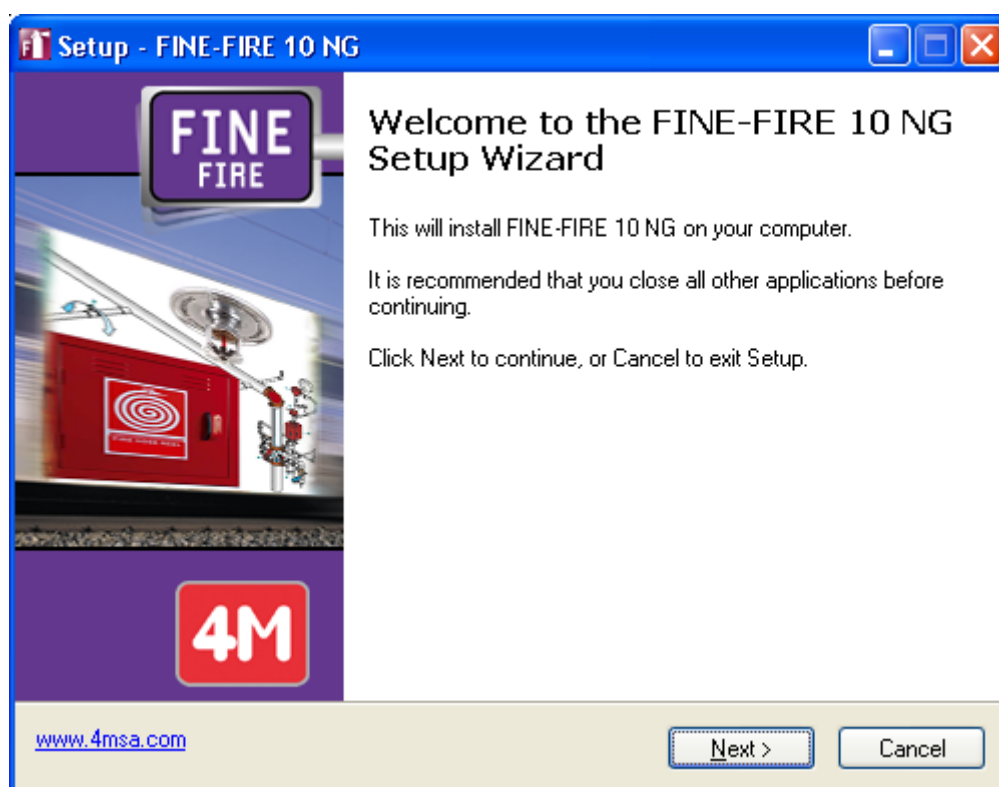 Setup - FINE-FIRE 10 NG
FINE
FIRE
Welcome to the FINE-FIRE 10 NG
Setup Wizard
This will install FINE-FIRE 10 NG on your computer.
It is recommended that you close all other applications before
continuing.
Click Next to continue, or Cancel to exit Setup.
4M
www.4msa.com
Next >
Cancel